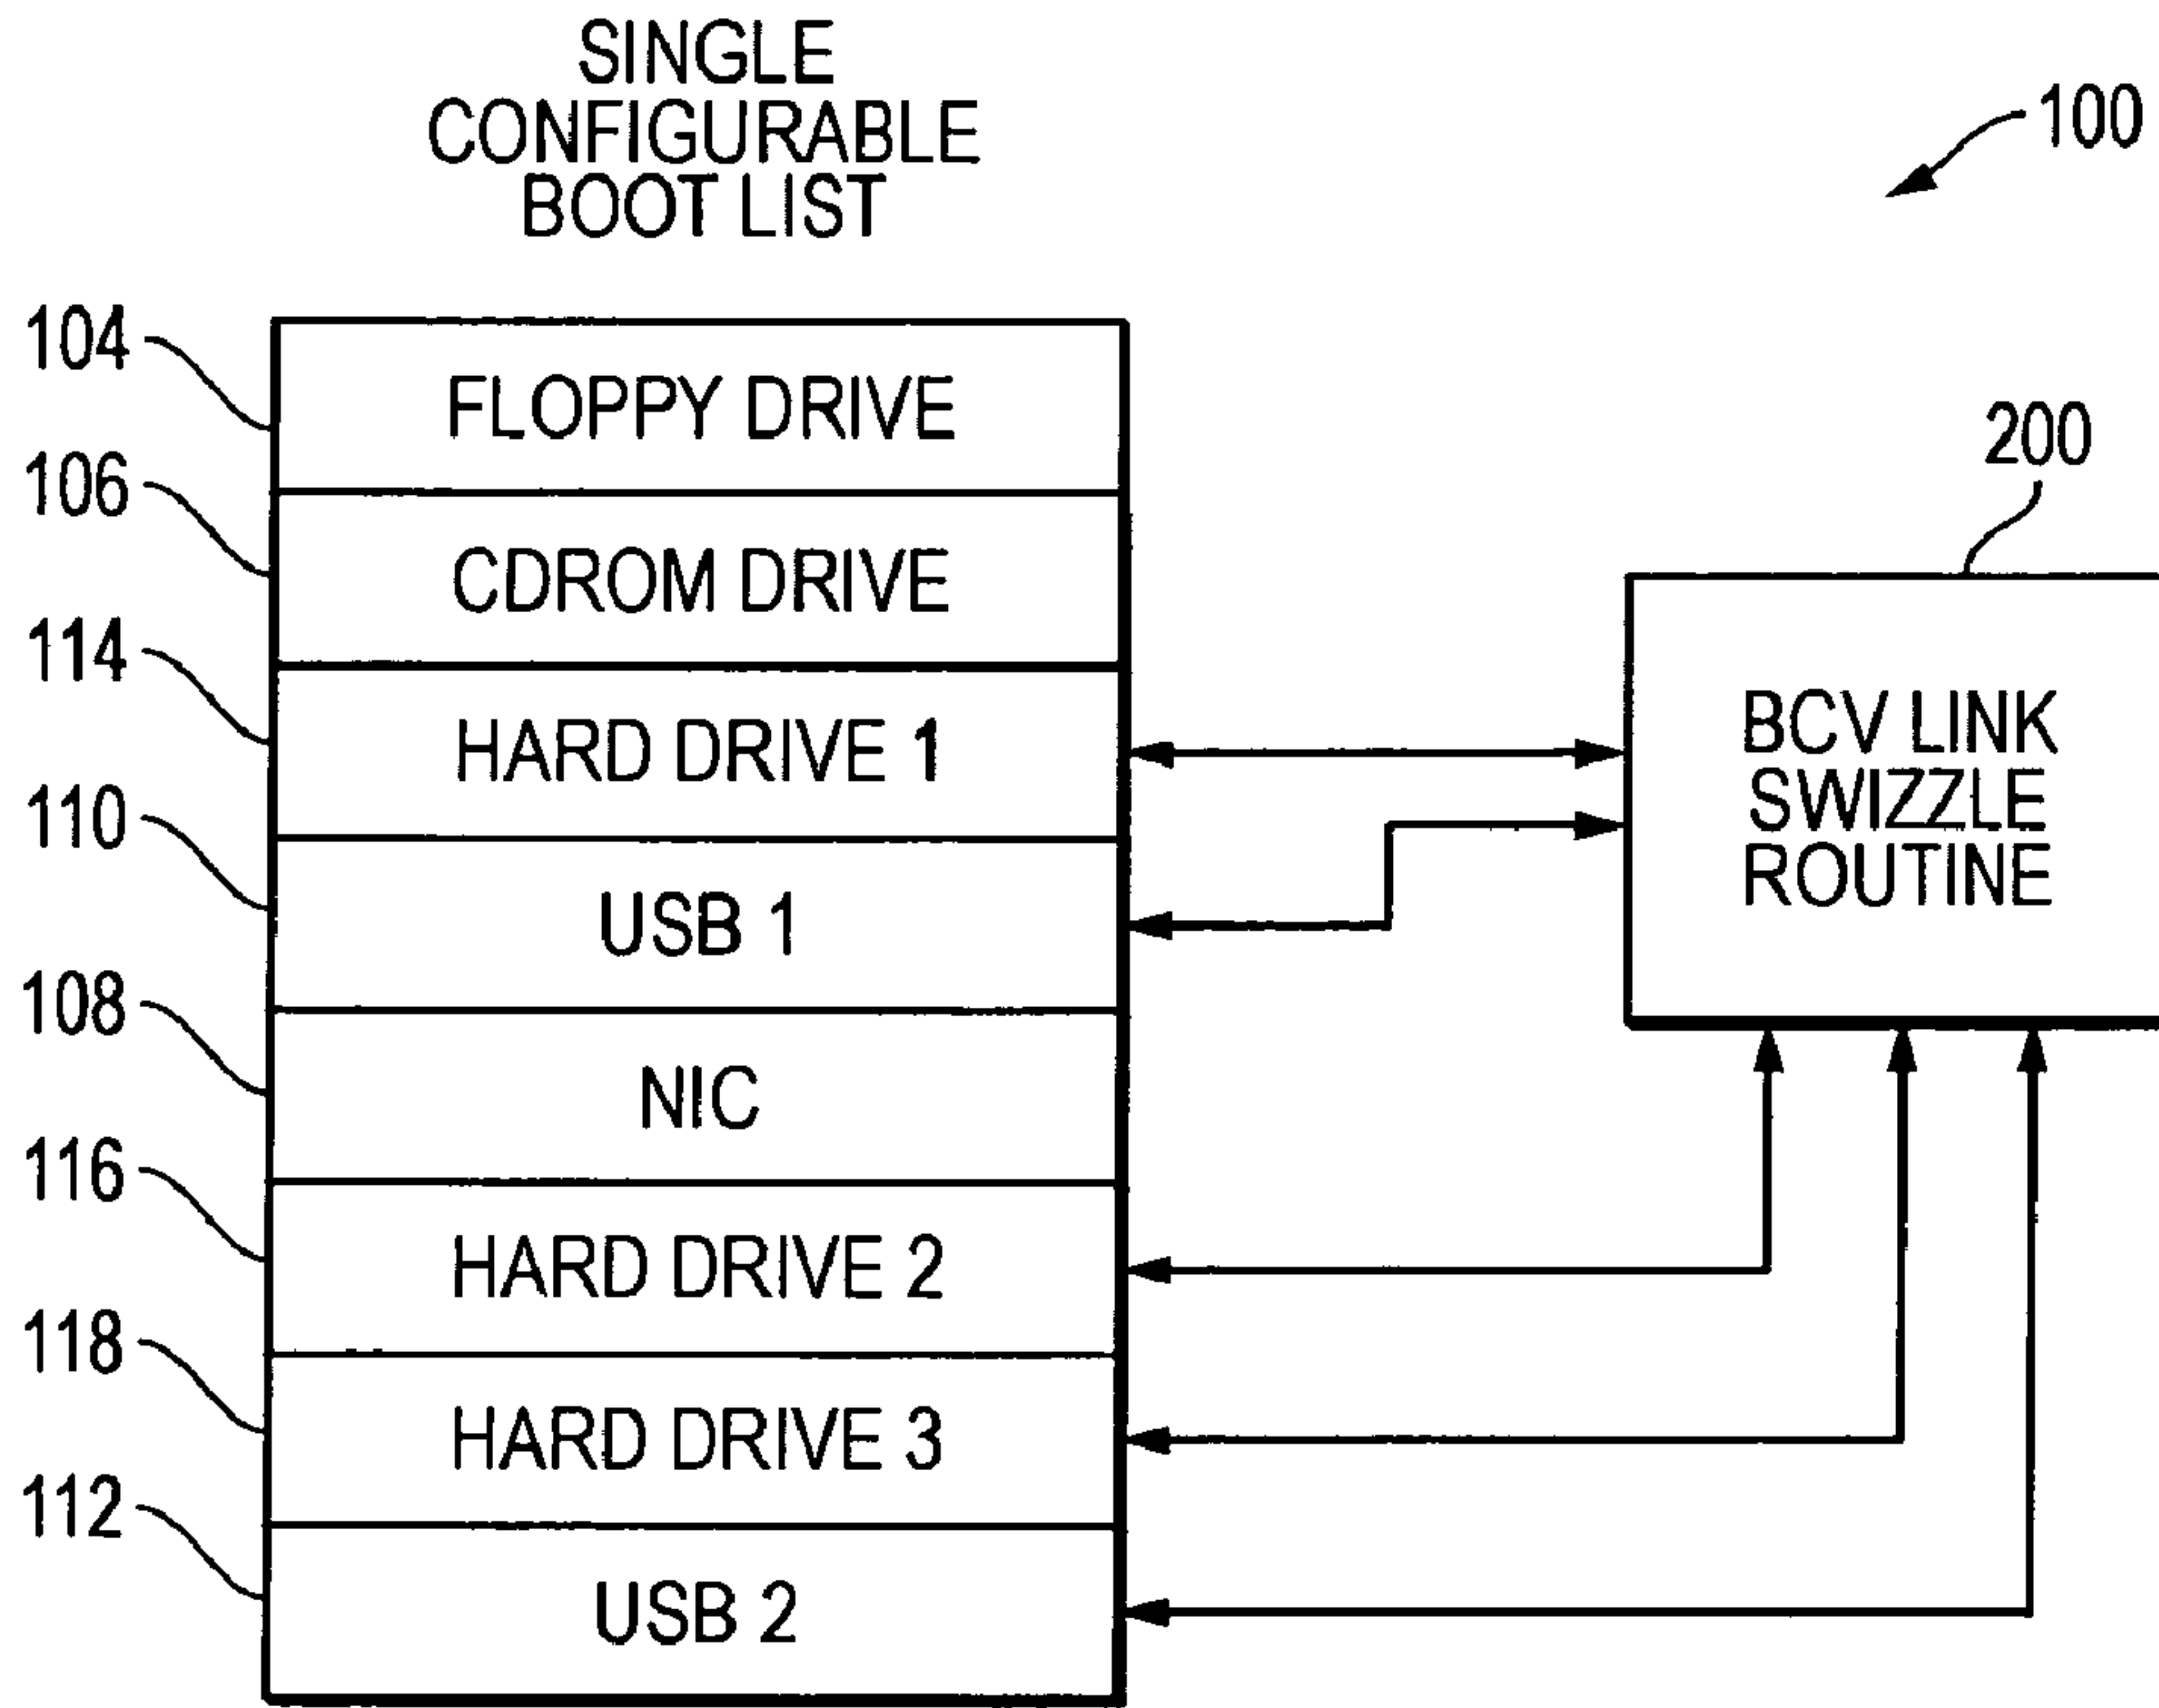 SINGLE
CONFIGURABLE
BOOT LIST
100
104
FLOPPY DRIVE
200
106
CDROM DRIVE
114
HARD DRIVE 1
BCV LINK
SWIZZLE
ROUTINE
110
USB 1
108
NIC
116
HARD DRIVE 2
118
HARD DRIVE 3
112
USB 2